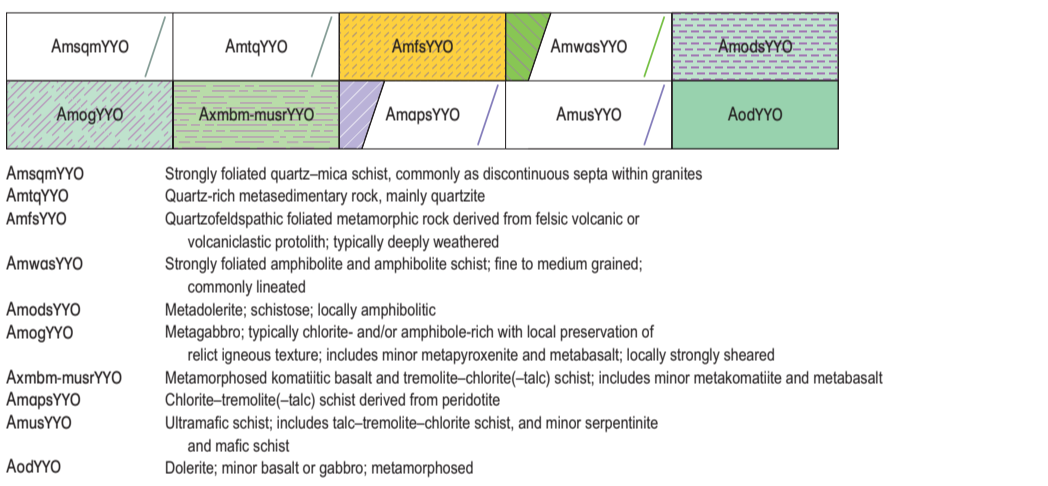 AmsqmYYO AmtqYYO AmfsYYO AmwasYYO AmodsYYO
AmogYYO Axmbm-musrYYO AmapsYYO AmusYYO AodYYO
AmsqmYYO Strongly foliated quartz–mica schist, commonly as discontinuous septa within granites
AmtqYYO Quartz-rich metasedimentary rock, mainly quartzite
AmfsYYO Quartzofeldspathic foliated metamorphic rock derived from felsic volcanic or
volcaniclastic protolith; typically deeply weathered
AmwasYYO Strongly foliated amphibolite and amphibolite schist; fine to medium grained;
commonly lineated
AmodsYYO Metadolerite; schistose; locally amphibolitic
AmogYYO Metagabbro; typically chlorite- and/or amphibole-rich with local preservation of
relict igneous texture; includes minor metapyroxenite and metabasalt; locally strongly sheared
Axmbm-musrYYO Metamorphosed komatiitic basalt and tremolite–chlorite(–talc) schist; includes minor metakomatiite and metabasalt
AmapsYYO Chlorite–tremolite(–talc) schist derived from peridotite
AmusYYO Ultramafic schist; includes talc–tremolite–chlorite schist, and minor serpentinite
and mafic schist
AodYYO Dolerite; minor basalt or gabbro; metamorphosed